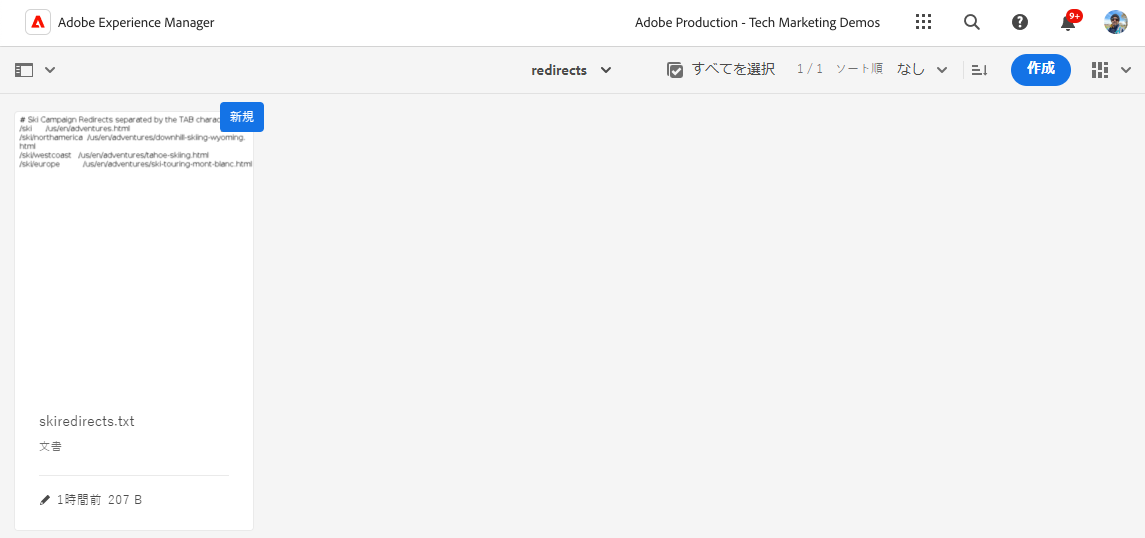 Adobe Experience Manager
Adobe Production - Tech Marketing Demos
9+
redirects
すべてを選択
1 / 1
ソート順
なし
作成
新規
# Ski Campaign Redirects separated by the TAB charac
/ski /us/en/adventures.html
/ski/northamerica /us/en/adventures/downhill-skiing-wyoming.
html
/ski/westcoast /us/en/adventures/tahoe-skiing.html
/ski/europe /us/en/adventures/ski-touring-mont-blanc.html
skiredirects.txt
文書
1時間前 207 B